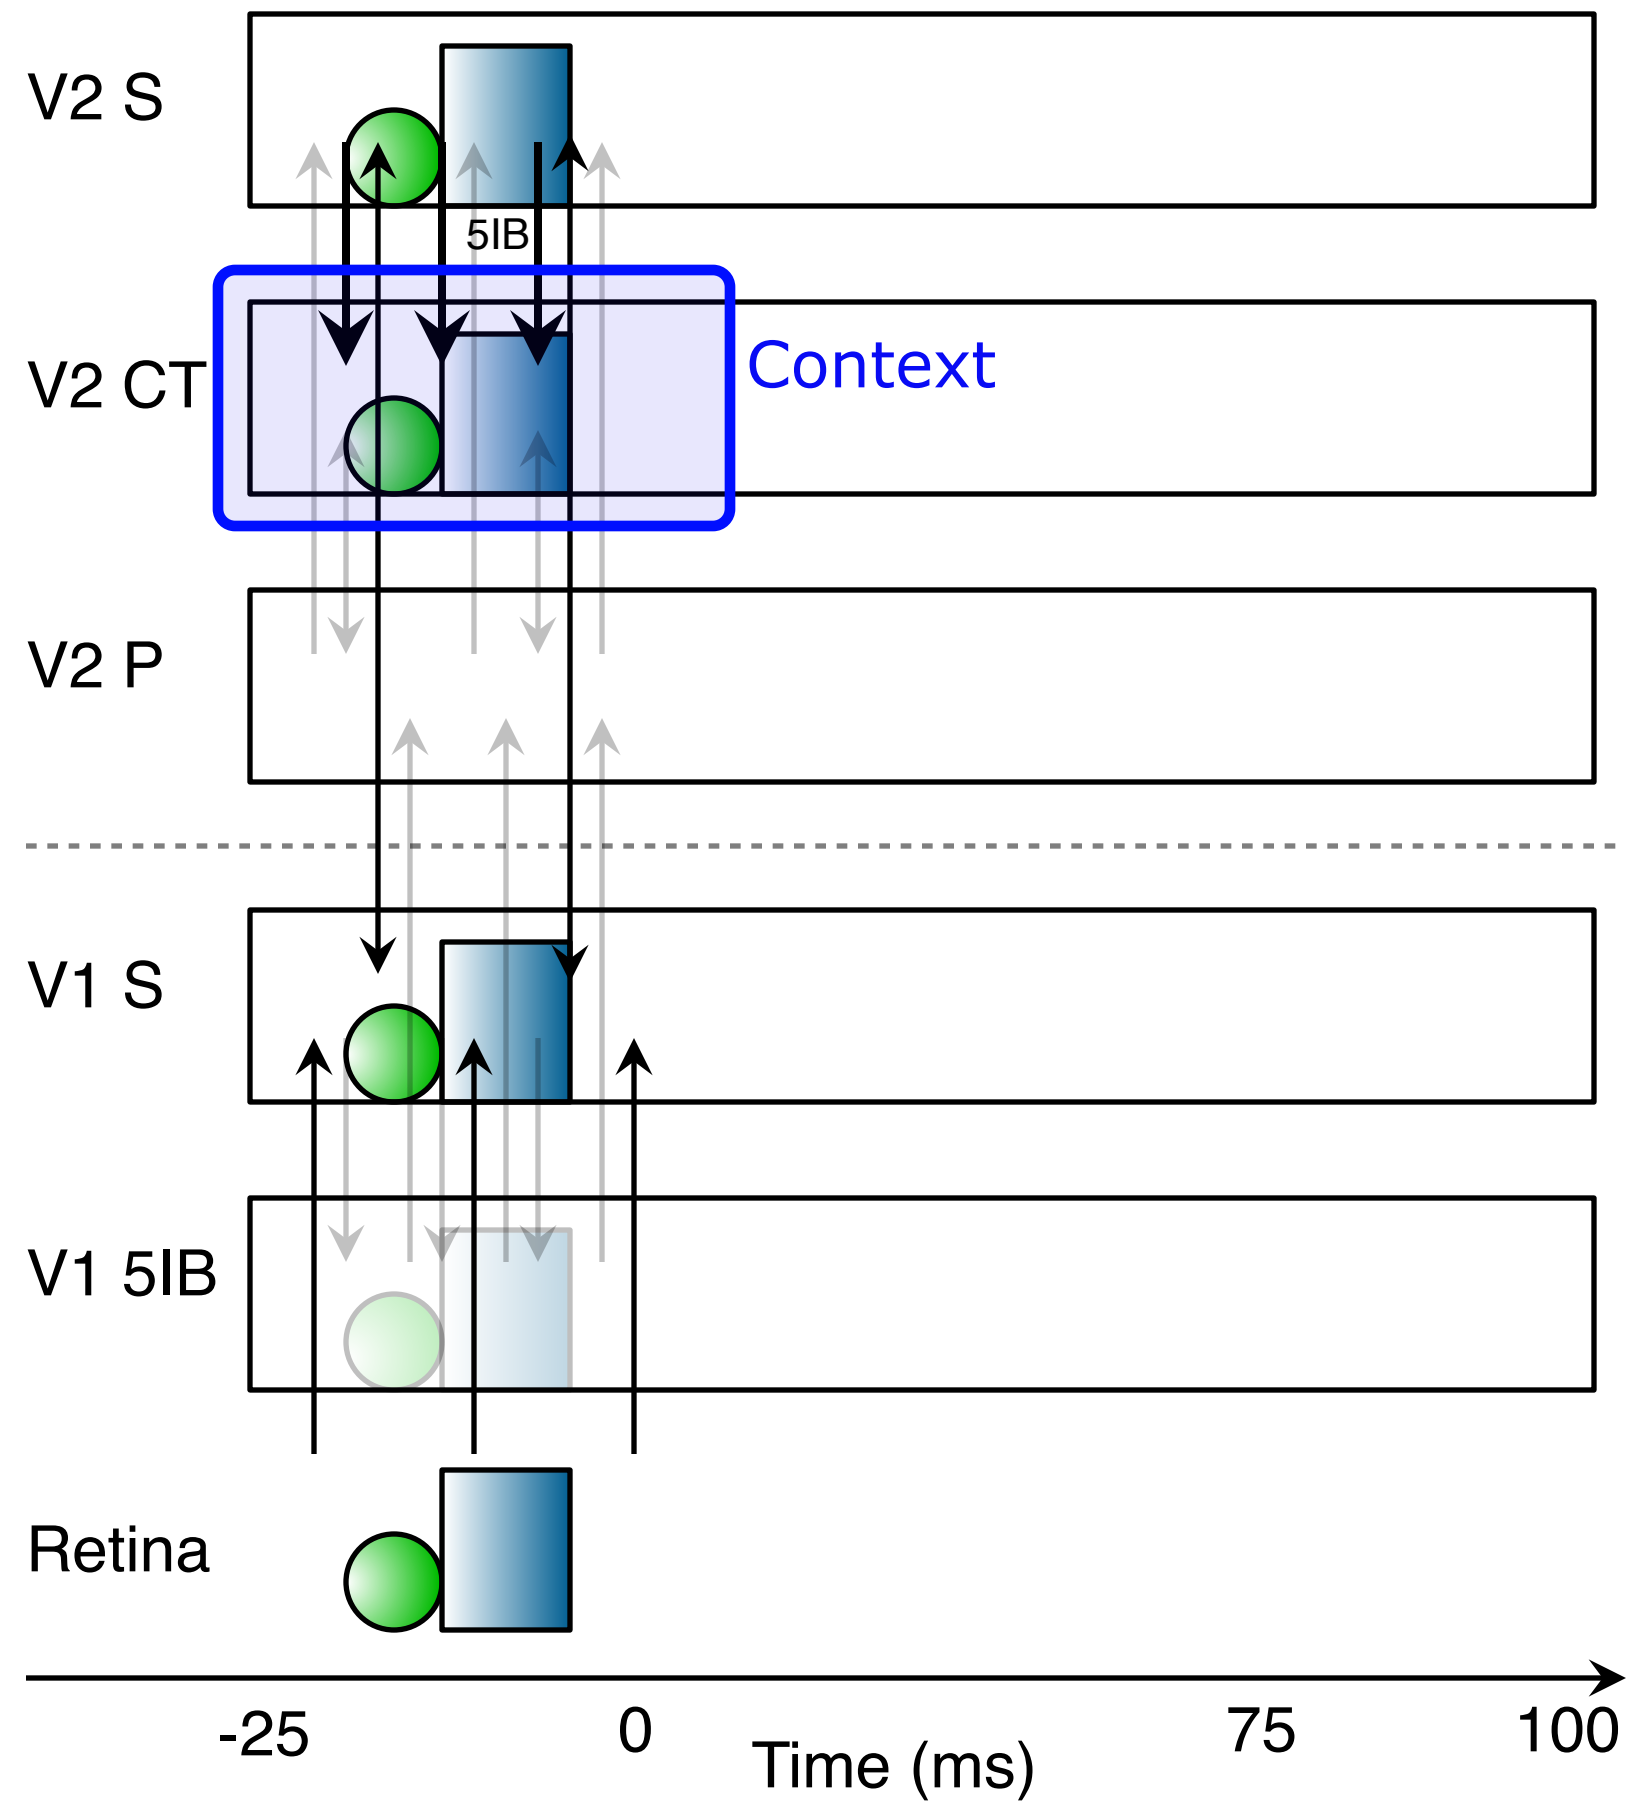 V2 S
5IB
V2 CT
Context
V2 P
V1 S
V1 5IB
Retina
-25 0 75 100
Time (ms)